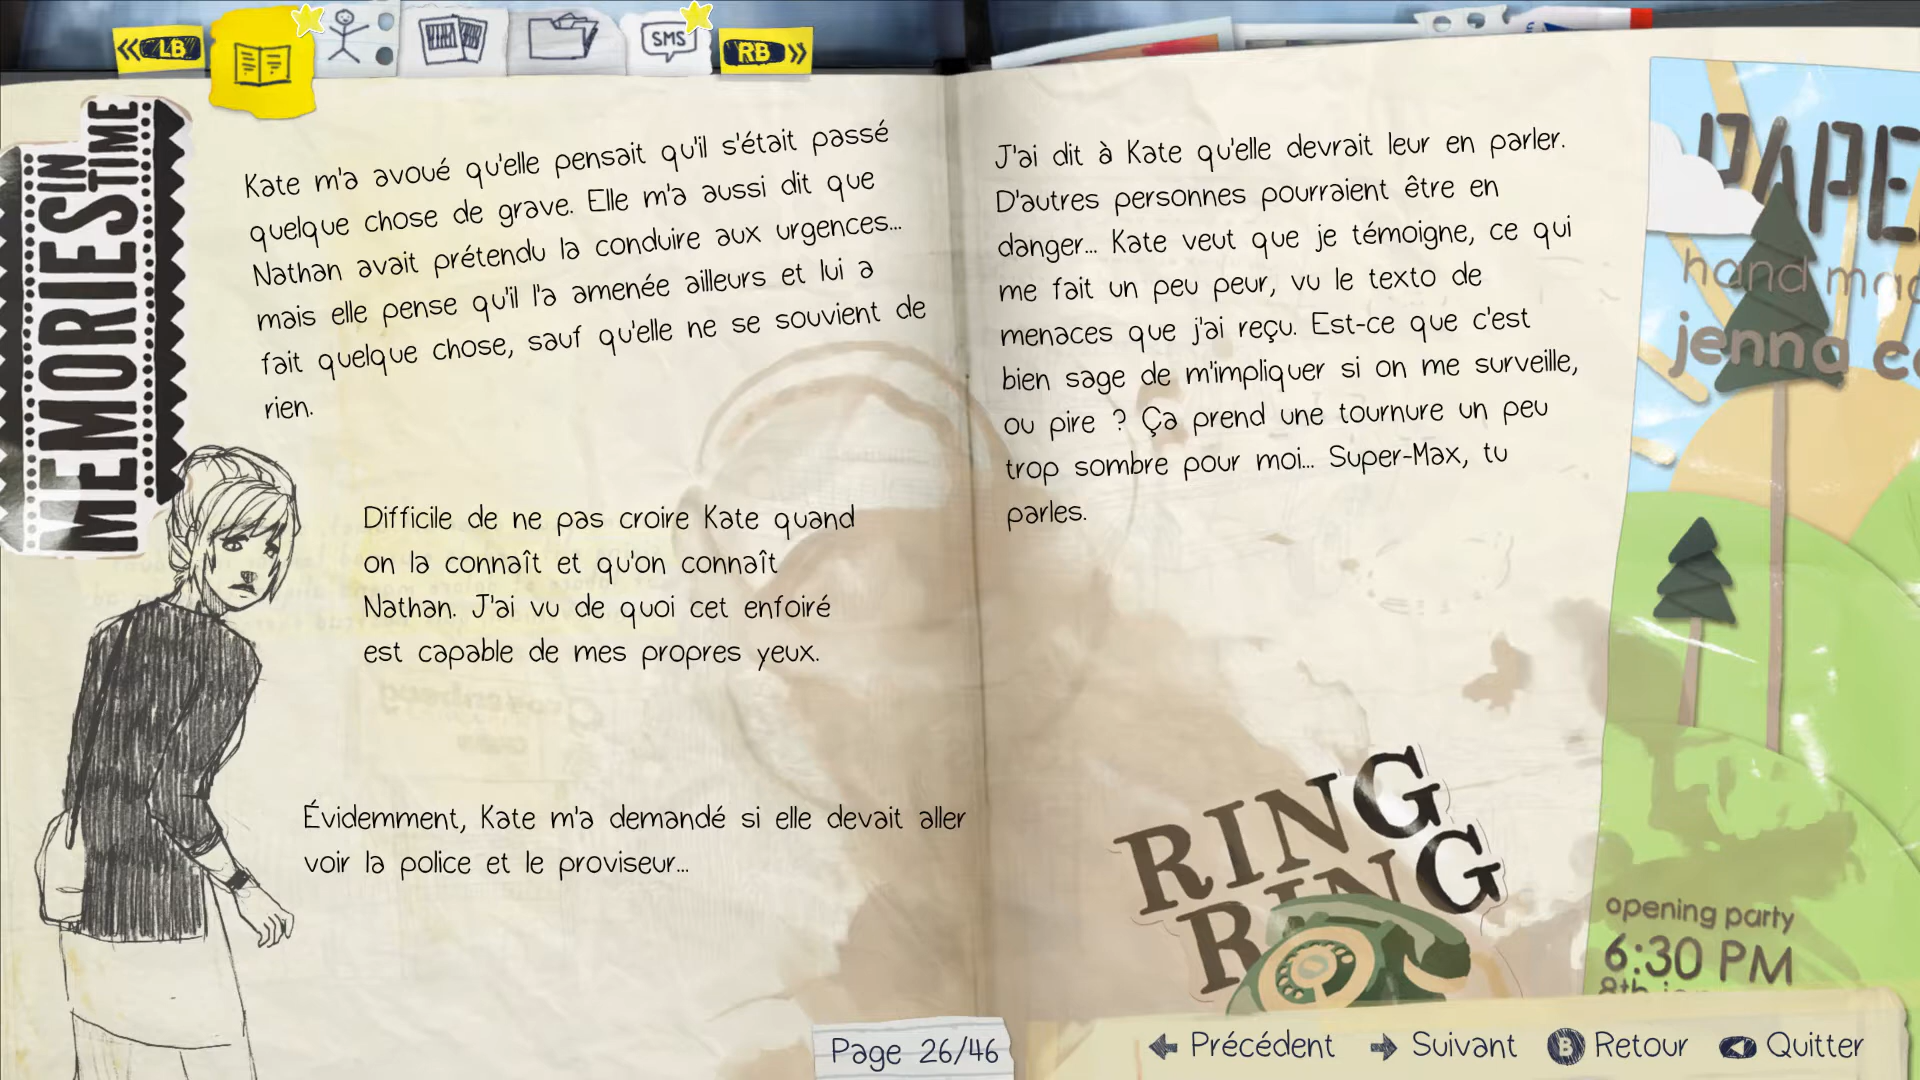 LB
SMS
RB
MEMORIES IN TIME
Kate m'a avoué qu'elle pensait qu'il s'était passé
quelque chose de grave. Elle m'a aussi dit que
Nathan avait prétendu la conduire aux urgences...
mais elle pense qu'il l'a amenée ailleurs et lui a
fait quelque chose, sauf qu'elle ne se souvient de
rien.
Difficile de ne pas croire Kate quand
on la connaît et qu'on connaît
Nathan. J'ai vu de quoi cet enfoiré
est capable de mes propres yeux.
Évidemment, Kate m'a demandé si elle devait aller
voir la police et le proviseur...
J'ai dit à Kate qu'elle devrait leur en parler.
D'autres personnes pourraient être en
danger... Kate veut que je témoigne, ce qui
me fait un peu peur, vu le texto de
menaces que j'ai reçu. Est-ce que c'est
bien sage de m'impliquer si on me surveille,
ou pire ? Ça prend une tournure un peu
trop sombre pour moi... Super-Max, tu
parles.
RING
RING
PAPE
hand mad
jenna co
opening party
6:30 PM
8th
Page 26/46
Précédent
Suivant
B Retour
Quitter